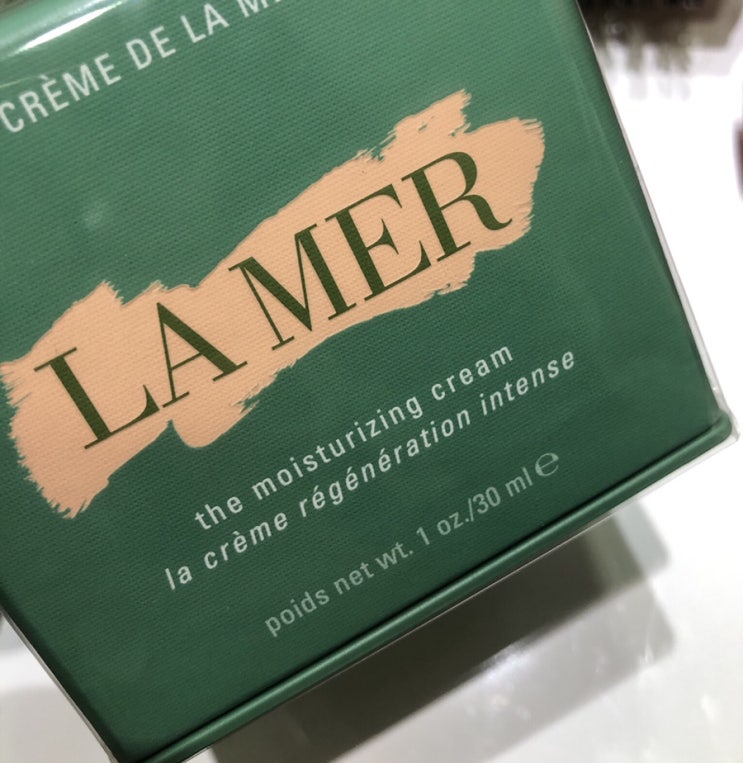 CRÈME DE LA
LA MER
the moisturizing cream
la crème régénération intense
poids net wt. 1 oz./30 ml ℮